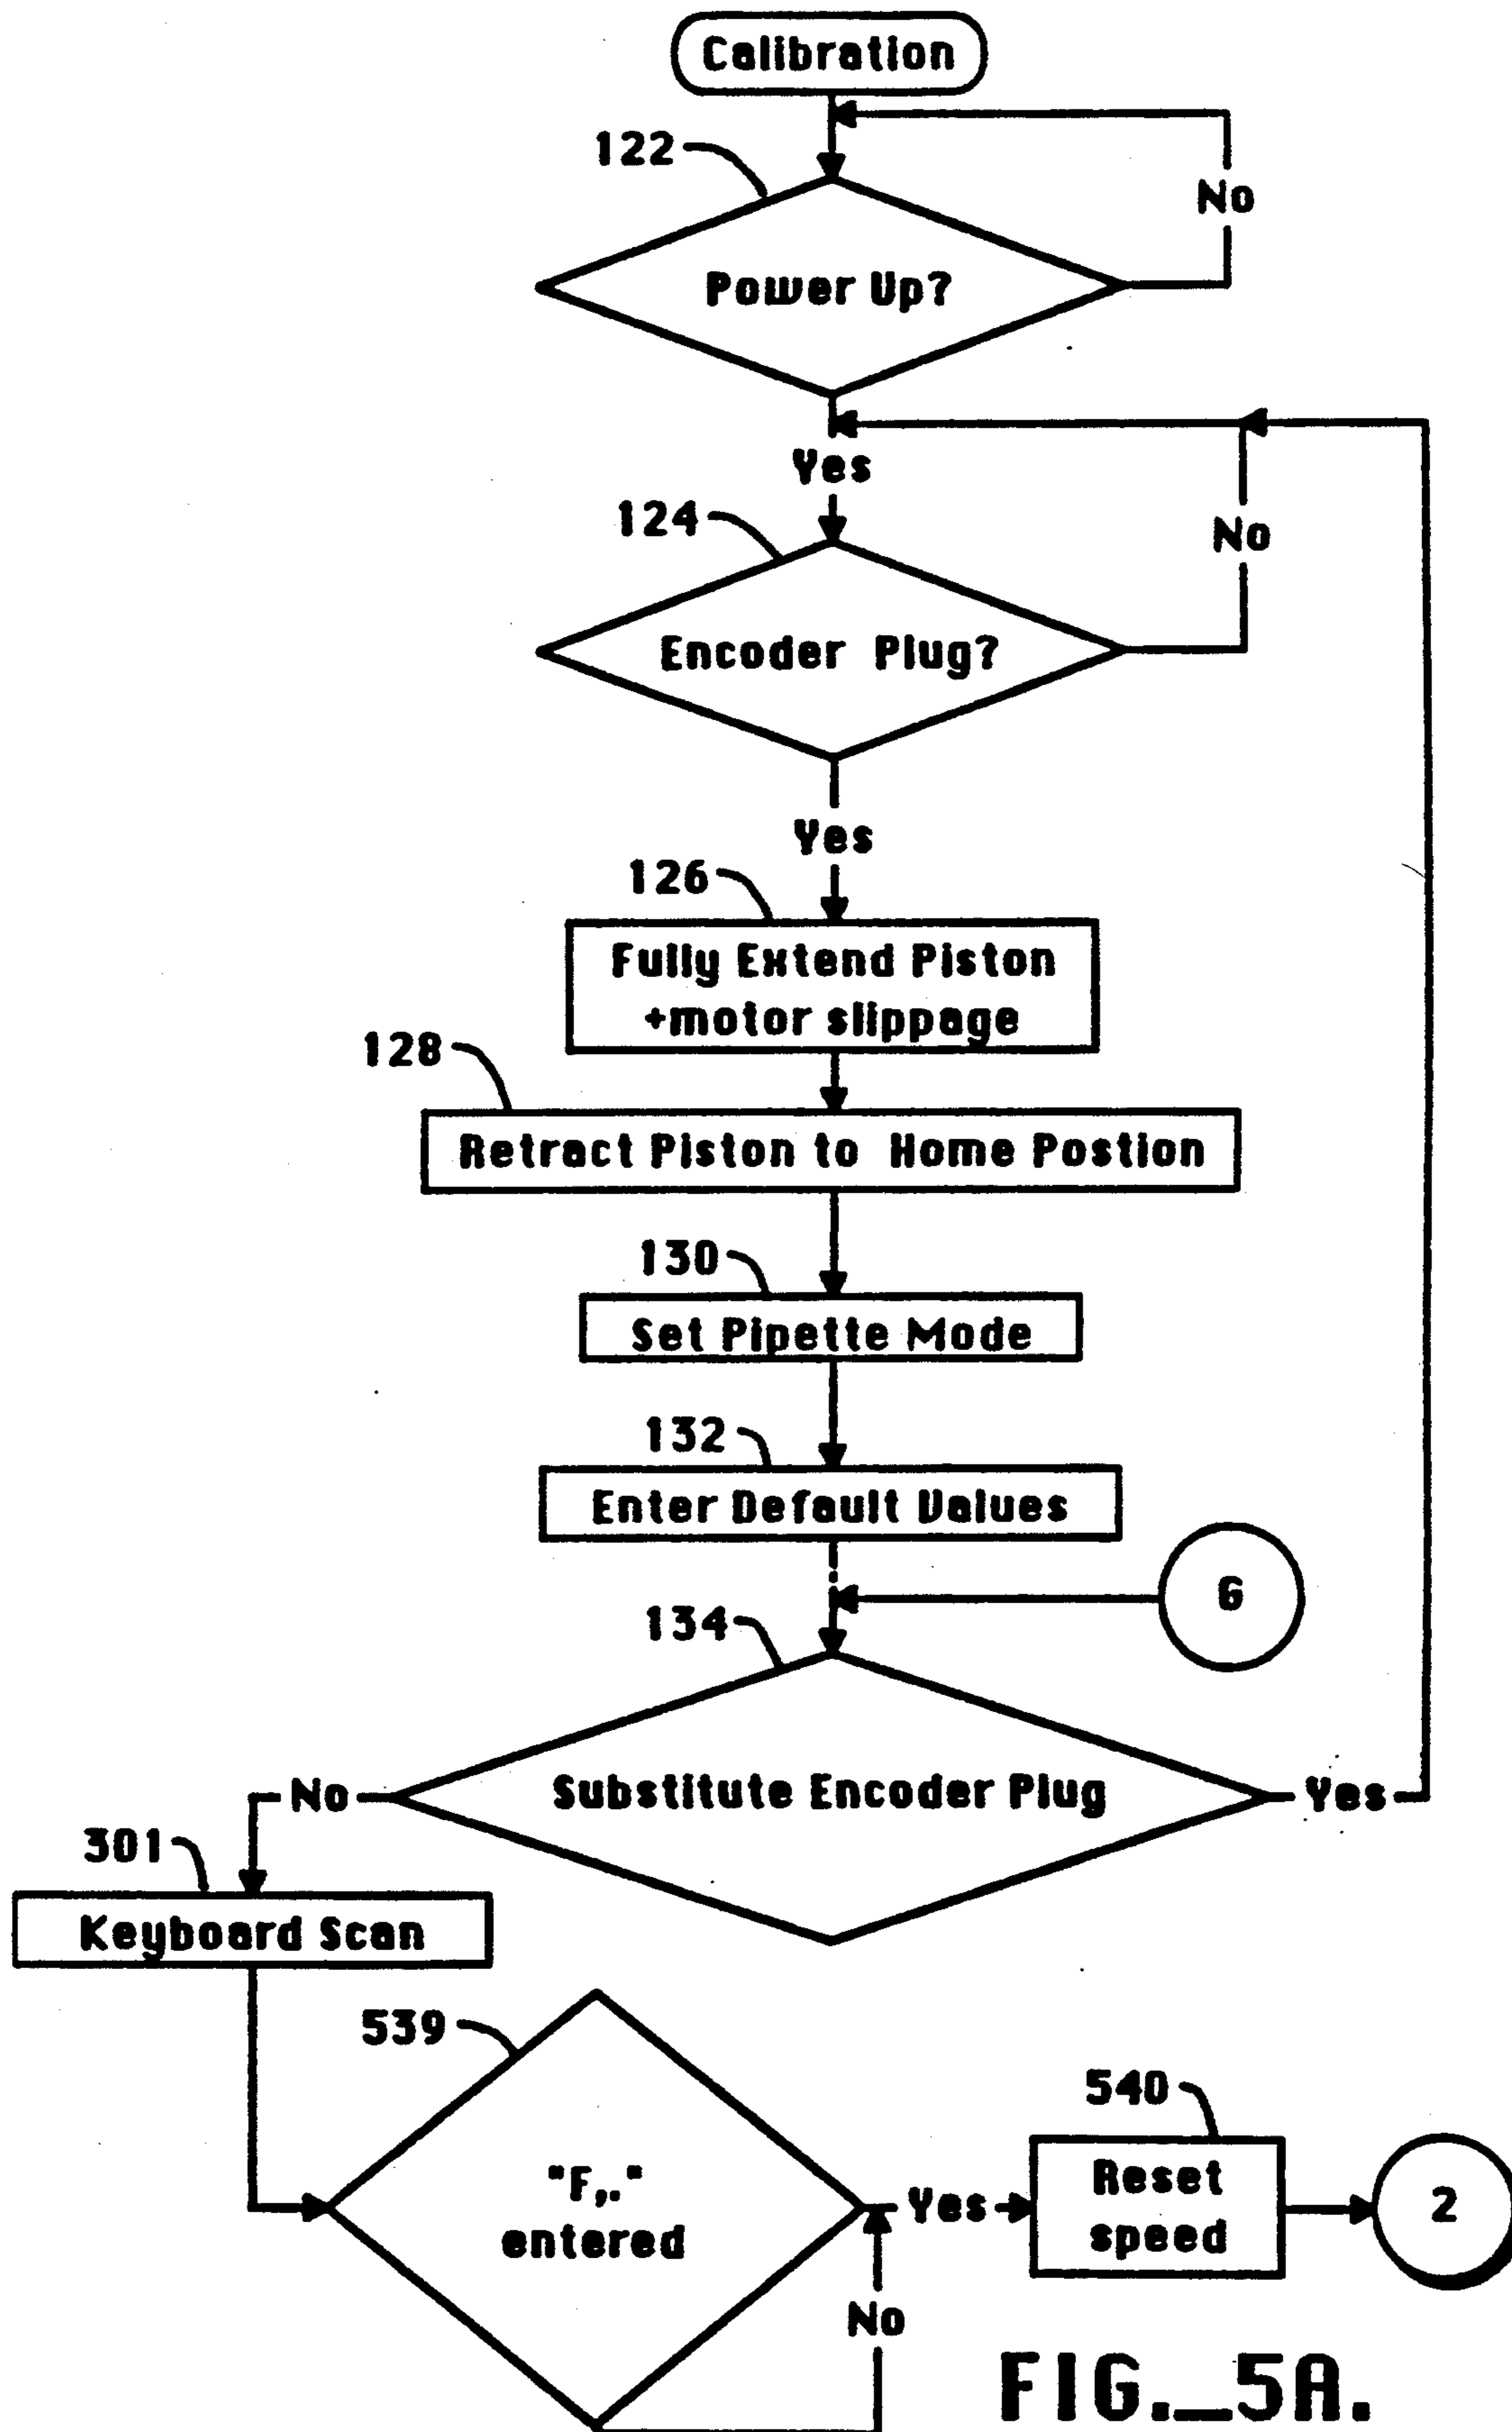 Calibration
122
No
Power Up?
Yes
124
No
Encoder Plug?
Yes
126
Fully Extend Piston
+motor slippage
128
Retract Piston to Home Postion
130
Set Pipette Mode
132
Enter Default Values
6
134
Substitute Encoder Plug
No
Yes
301
Keyboard Scan
539
"F,."
entered
Yes
540
Reset
speed
2
No
FIG._5A.